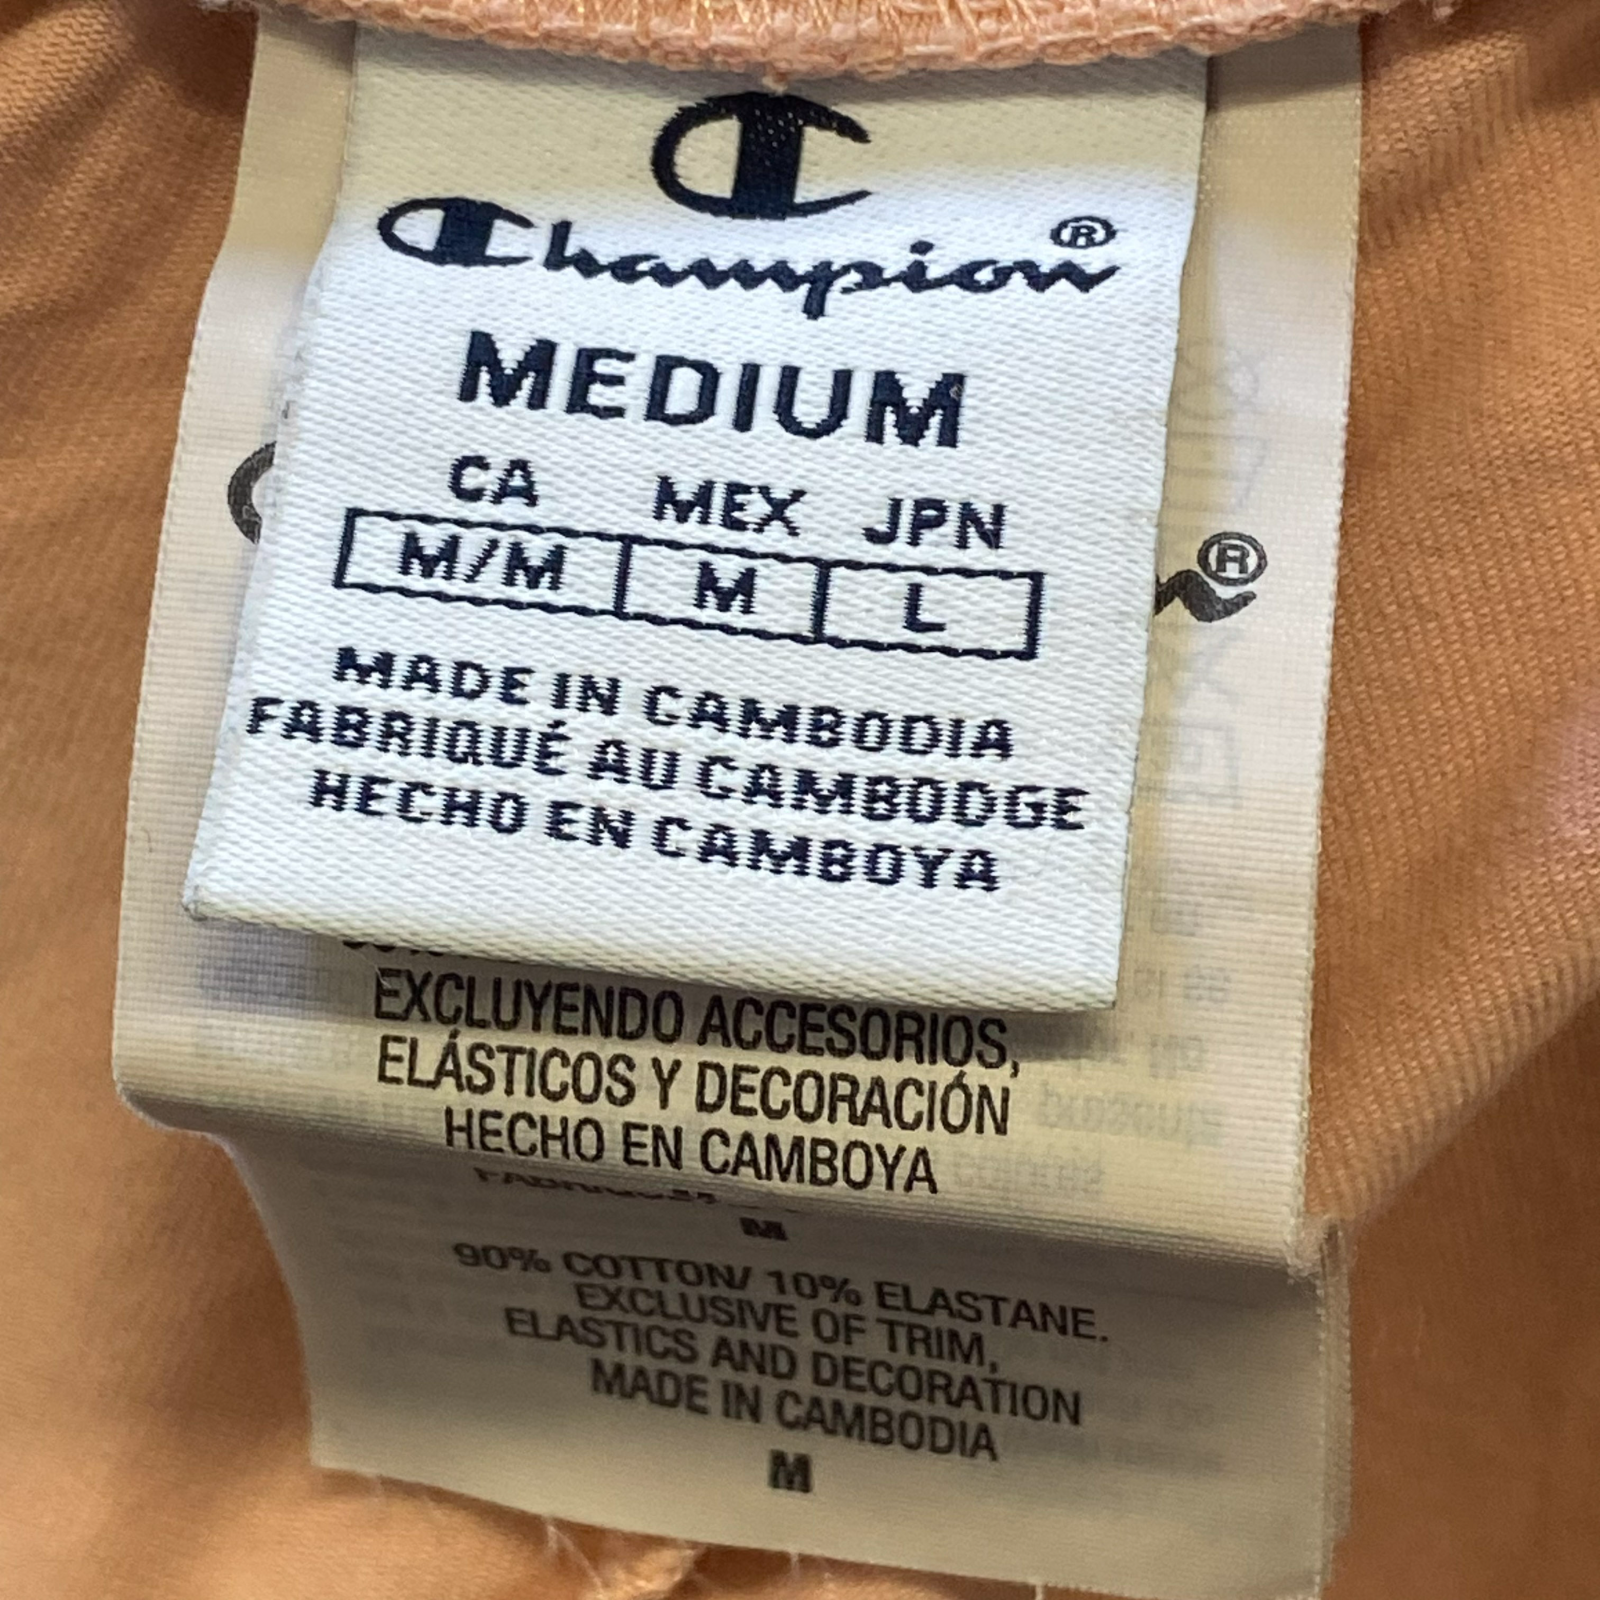 Champion®
MEDIUM
CA MEX JPN
M/M M L
MADE IN CAMBODIA
FABRIQUÉ AU CAMBODGE
HECHO EN CAMBOYA
®
EXCLUYENDO ACCESORIOS,
ELÁSTICOS Y DECORACIÓN
HECHO EN CAMBOYA
M
90% COTTON/ 10% ELASTANE.
EXCLUSIVE OF TRIM,
ELASTICS AND DECORATION
MADE IN CAMBODIA
M